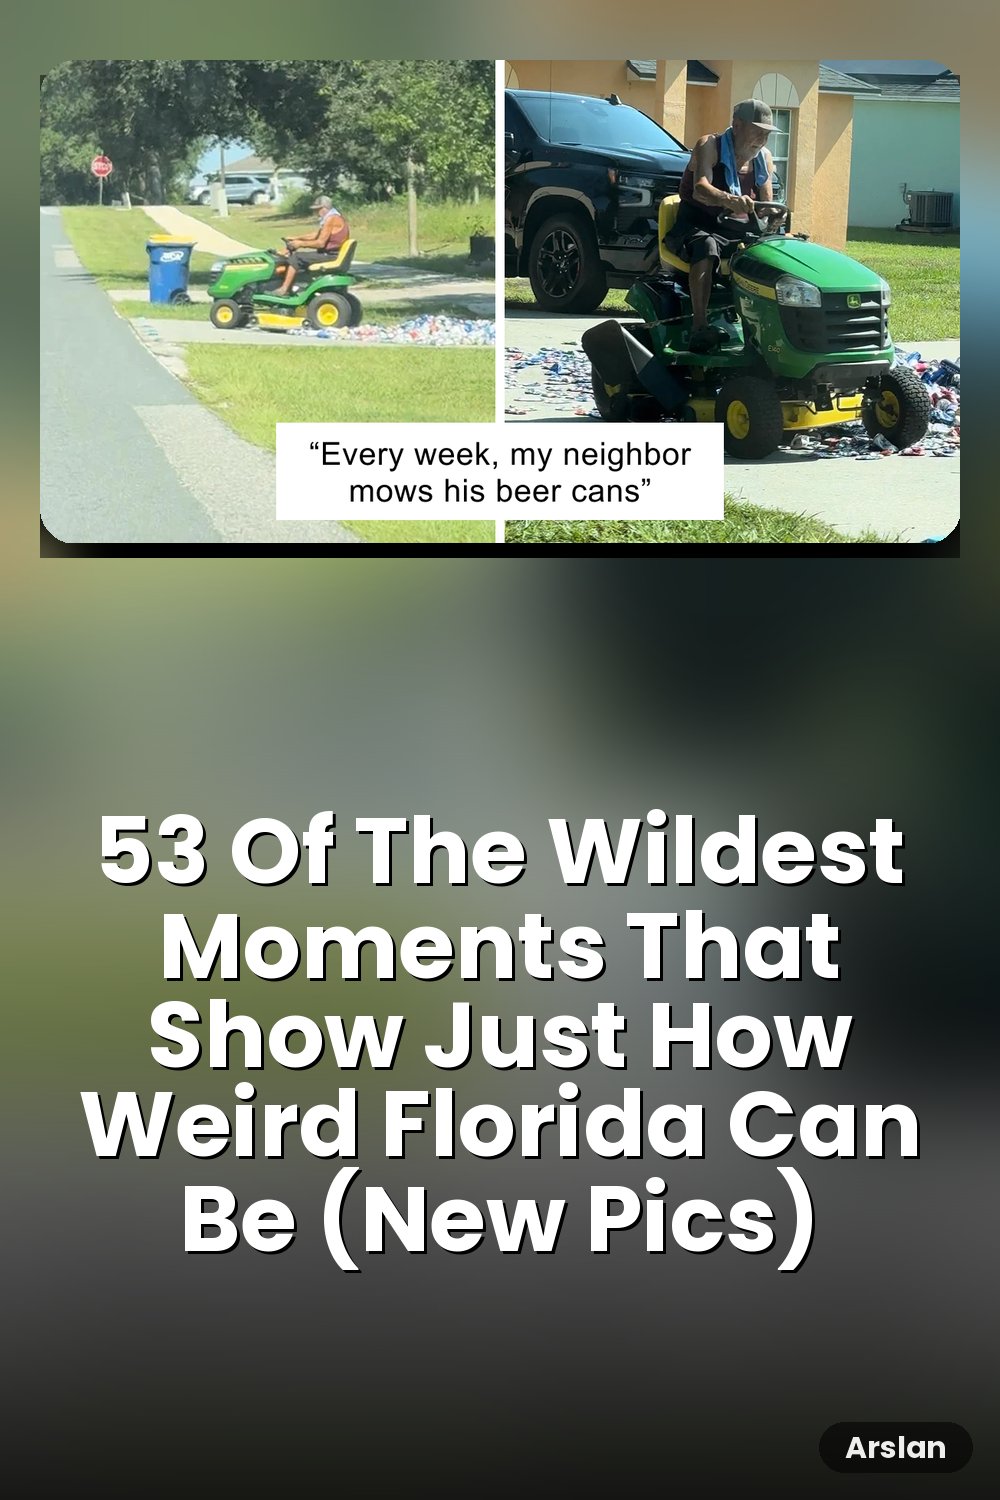 STOP
“Every week, my neighbor
mows his beer cans”
53 Of The Wildest
Moments That
Show Just How
Weird Florida Can
Be (New Pics)
Arslan